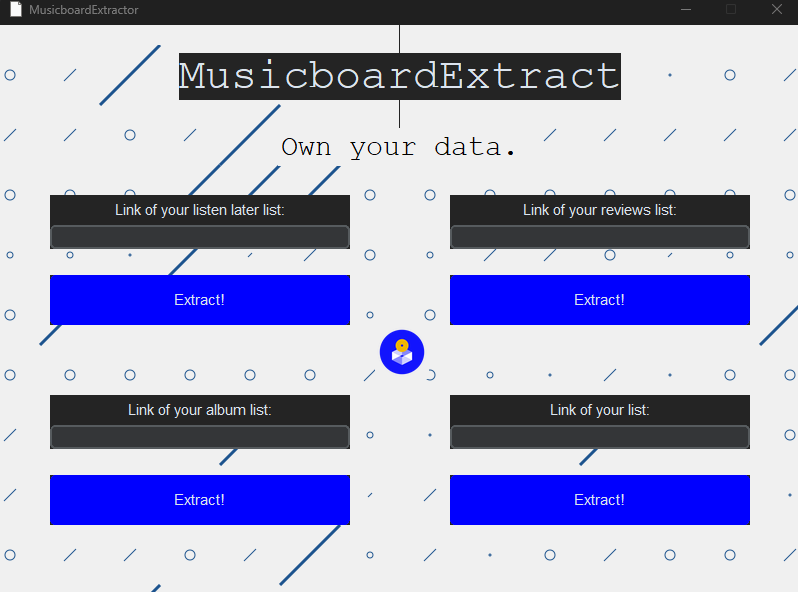 MusicboardExtractor
MusicboardExtract
Own your data.
Link of your listen later list:
Extract!
Link of your reviews list:
Extract!
Link of your album list:
Extract!
Link of your list:
Extract!